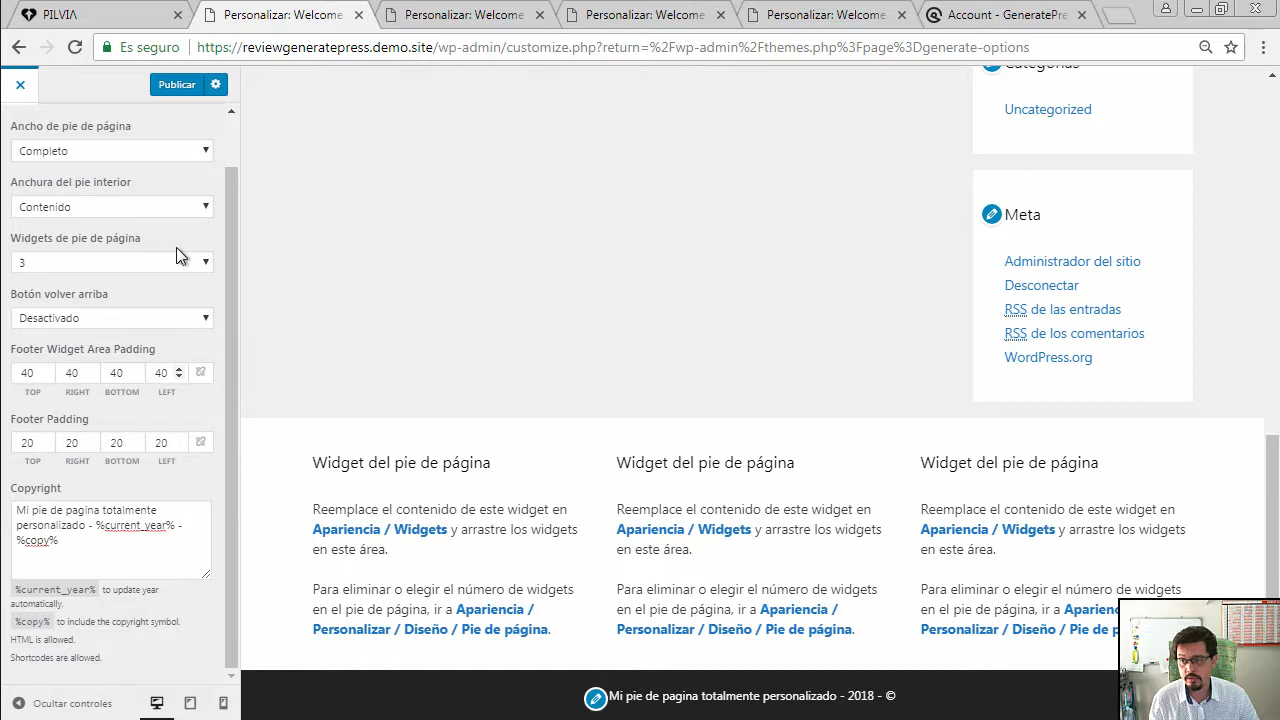 PILVIA
Personalizar: Welcome
Personalizar: Welcome
Personalizar: Welcome
Personalizar: Welcome
Account - GeneratePre
Es seguro
https://reviewgeneratepress.demo.site/wp-admin/customize.php?return=%2Fwp-admin%2Fthemes.php%3Fpage%3Dgenerate-options
Publicar
Ancho de pie de página
Completo
Anchura del pie interior
Contenido
Widgets de pie de página
3
Botón volver arriba
Desactivado
Footer Widget Area Padding
40 40 40 40
TOP RIGHT BOTTOM LEFT
Footer Padding
20 20 20 20
TOP RIGHT BOTTOM LEFT
Copyright
Mi pie de pagina totalmente
personalizado - %current_year% -
%copy%
%current_year% to update year
automatically.
%copy% to include the copyright symbol.
HTML is allowed.
Shortcodes are allowed.
Ocultar controles
Categorías
Uncategorized
Meta
Administrador del sitio
Desconectar
RSS de las entradas
RSS de los comentarios
WordPress.org
Widget del pie de página
Reemplace el contenido de este widget en
Apariencia / Widgets y arrastre los widgets
en este área.
Para eliminar o elegir el número de widgets
en el pie de página, ir a Apariencia /
Personalizar / Diseño / Pie de página.
Widget del pie de página
Reemplace el contenido de este widget en
Apariencia / Widgets y arrastre los widgets
en este área.
Para eliminar o elegir el número de widgets
en el pie de página, ir a Apariencia /
Personalizar / Diseño / Pie de página.
Widget del pie de página
Reemplace el contenido de este widget en
Apariencia / Widgets y arrastre los widgets
en este área.
Para eliminar o elegir el número de widgets
en el pie de página, ir a
Personalizar / Diseño / Pie de
Mi pie de pagina totalmente personalizado - 2018 - ©